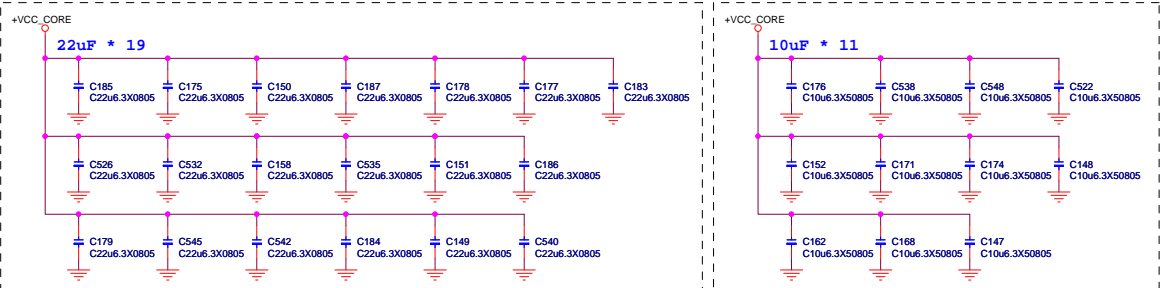 +VCC_CORE
22uF * 19
C185
C22u6.3X0805
C175
C22u6.3X0805
C150
C22u6.3X0805
C187
C22u6.3X0805
C178
C22u6.3X0805
C177
C22u6.3X0805
C183
C22u6.3X0805
C526
C22u6.3X0805
C532
C22u6.3X0805
C158
C22u6.3X0805
C535
C22u6.3X0805
C151
C22u6.3X0805
C186
C22u6.3X0805
C179
C22u6.3X0805
C545
C22u6.3X0805
C542
C22u6.3X0805
C184
C22u6.3X0805
C149
C22u6.3X0805
C540
C22u6.3X0805
+VCC_CORE
10uF * 11
C176
C10u6.3X50805
C538
C10u6.3X50805
C548
C10u6.3X50805
C522
C10u6.3X50805
C152
C10u6.3X50805
C171
C10u6.3X50805
C174
C10u6.3X50805
C148
C10u6.3X50805
C162
C10u6.3X50805
C168
C10u6.3X50805
C147
C10u6.3X50805